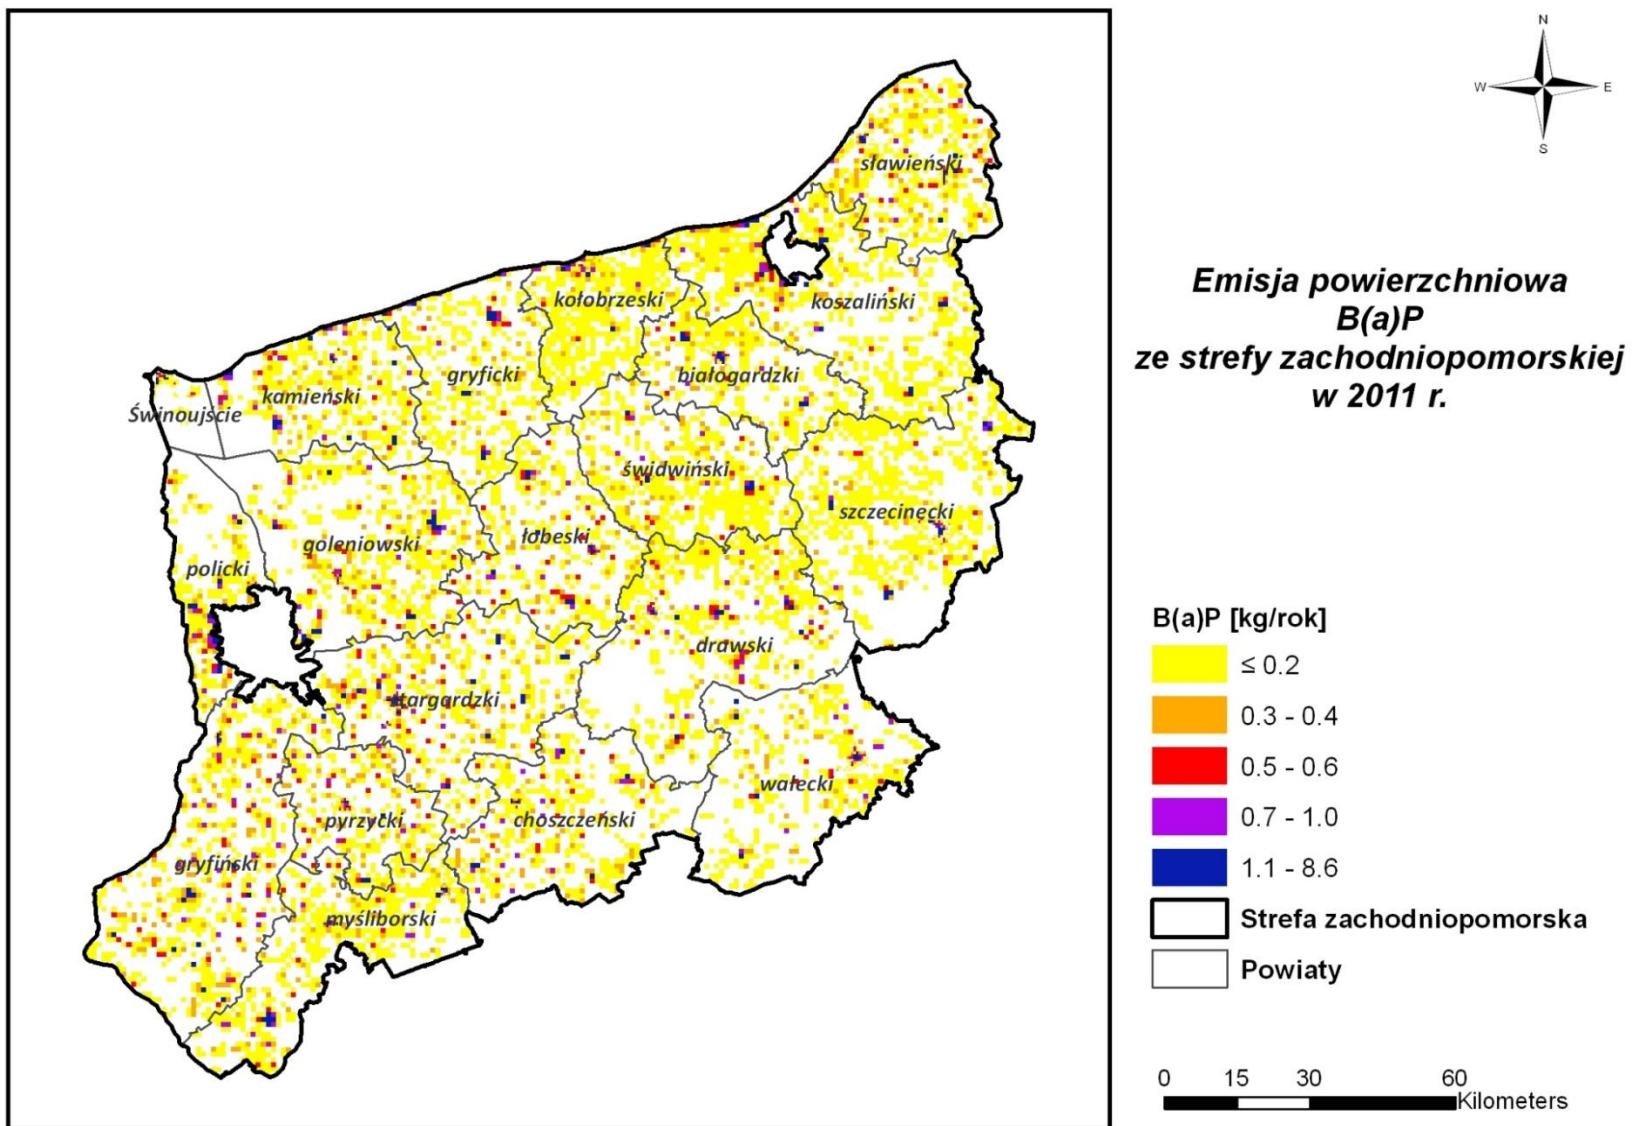 N
W E
S
Emisja powierzchniowa
B(a)P
ze strefy zachodniopomorskiej
w 2011 r.
sławieński
kołobrzeski
koszaliński
gryficki
białogardzki
kamieński
Świnoujście
świdwiński
szczecinecki
goleniowski
łobeski
policki
drawski
stargardzki
wałecki
pyrzycki
choszczeński
gryfiński
myśliborski
B(a)P [kg/rok]
≤ 0.2
0.3 - 0.4
0.5 - 0.6
0.7 - 1.0
1.1 - 8.6
Strefa zachodniopomorska
Powiaty
0 15 30 60
Kilometers